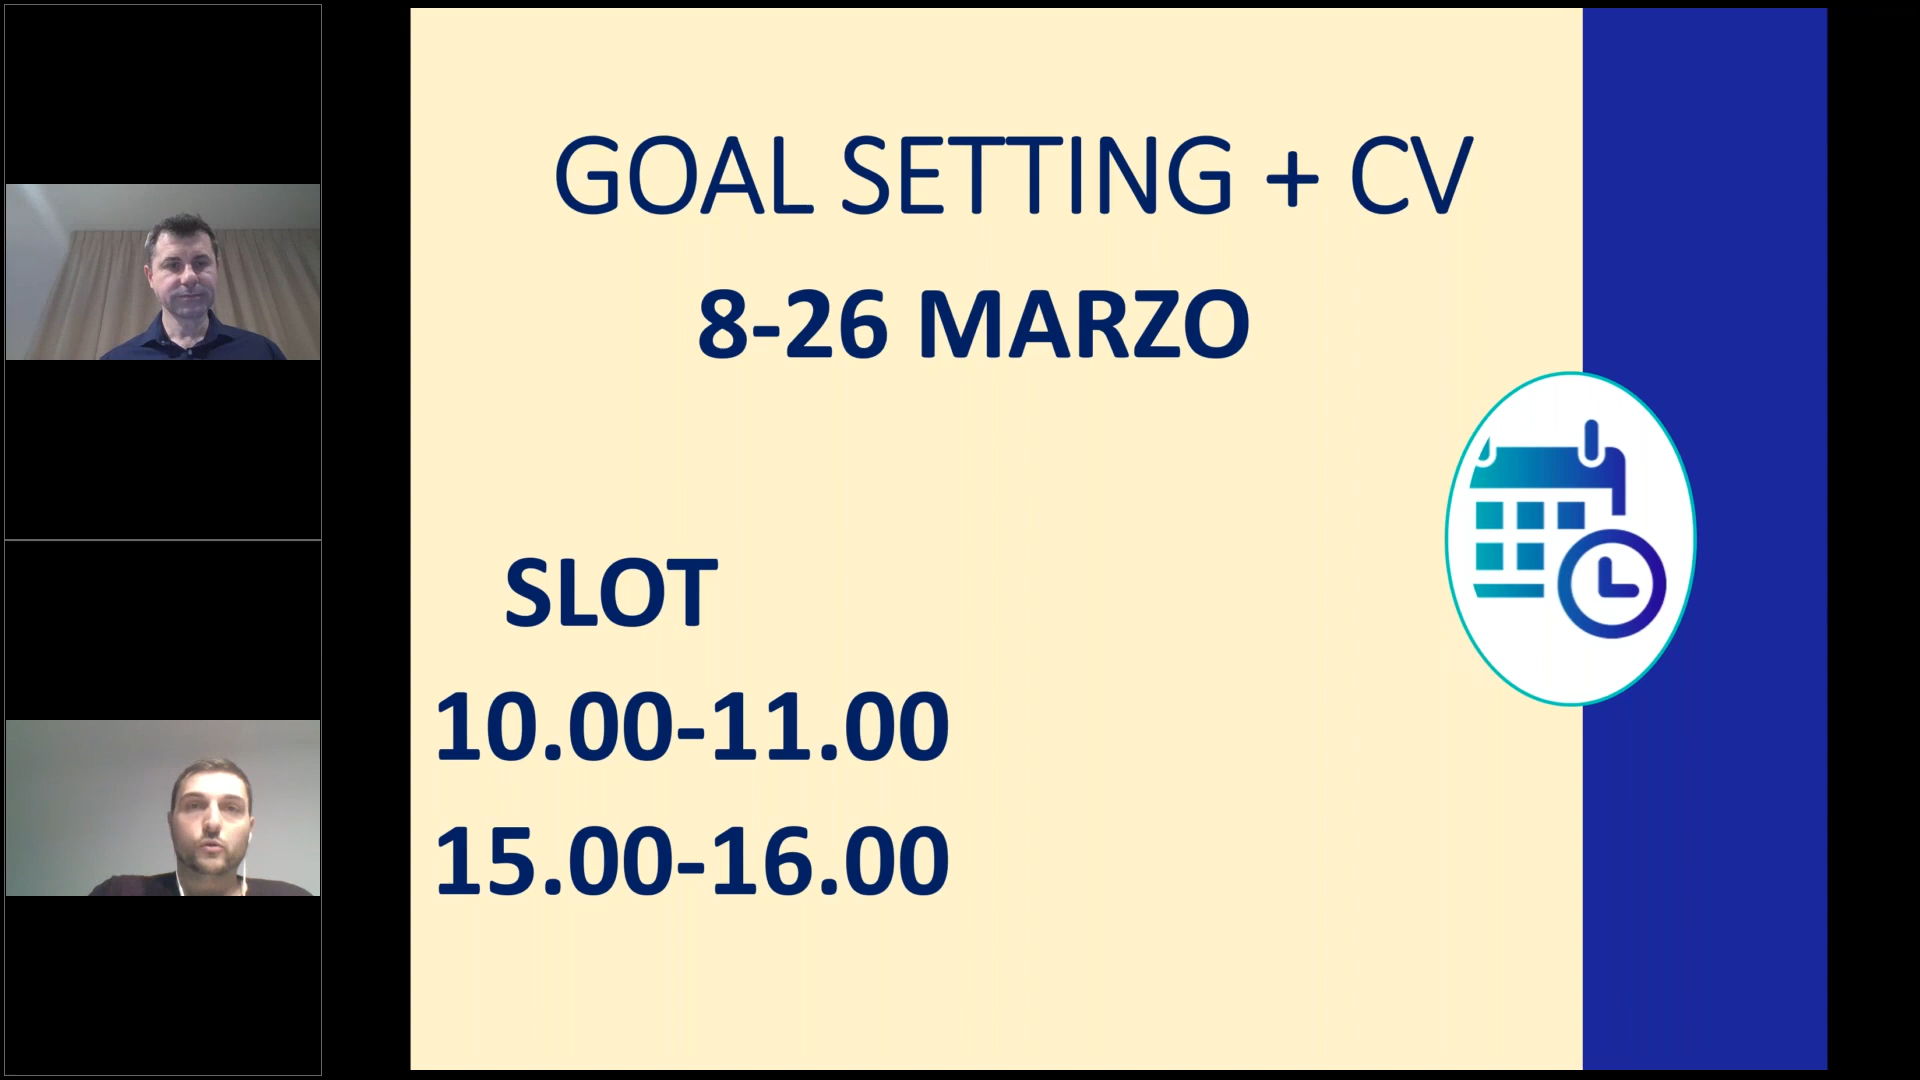 GOAL SETTING + CV
8-26 MARZO
SLOT
10.00-11.00
15.00-16.00